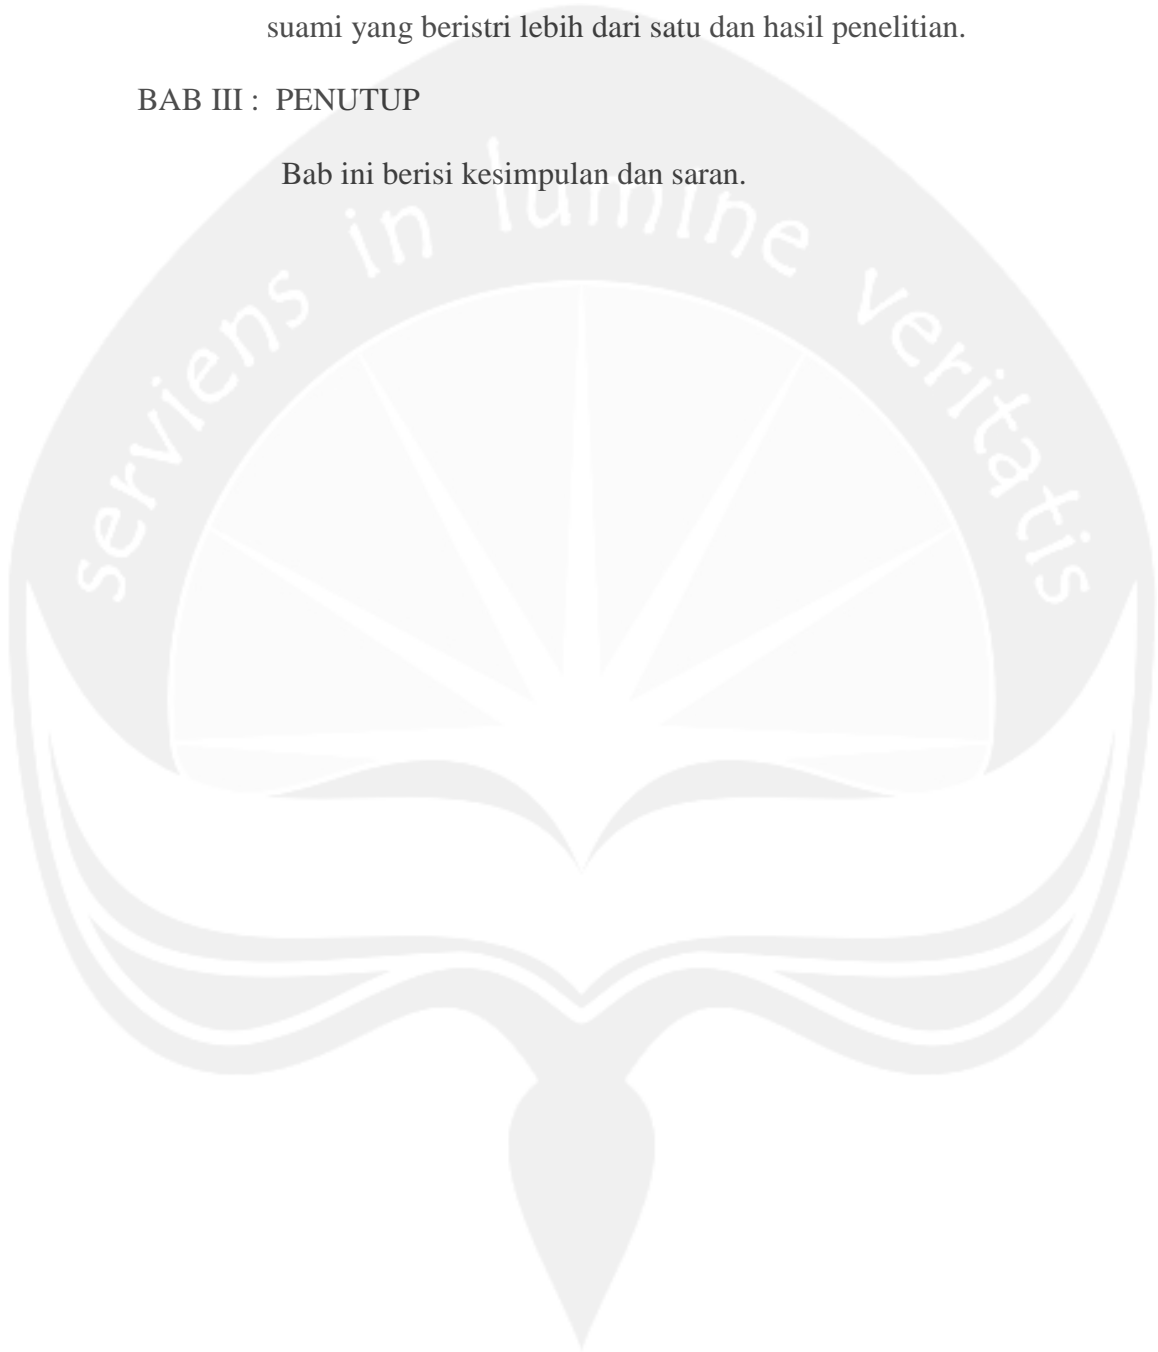 suami yang beristri lebih dari satu dan hasil penelitian.
BAB III : PENUTUP
Bab ini berisi kesimpulan dan saran.
serviens in lumine veritatis